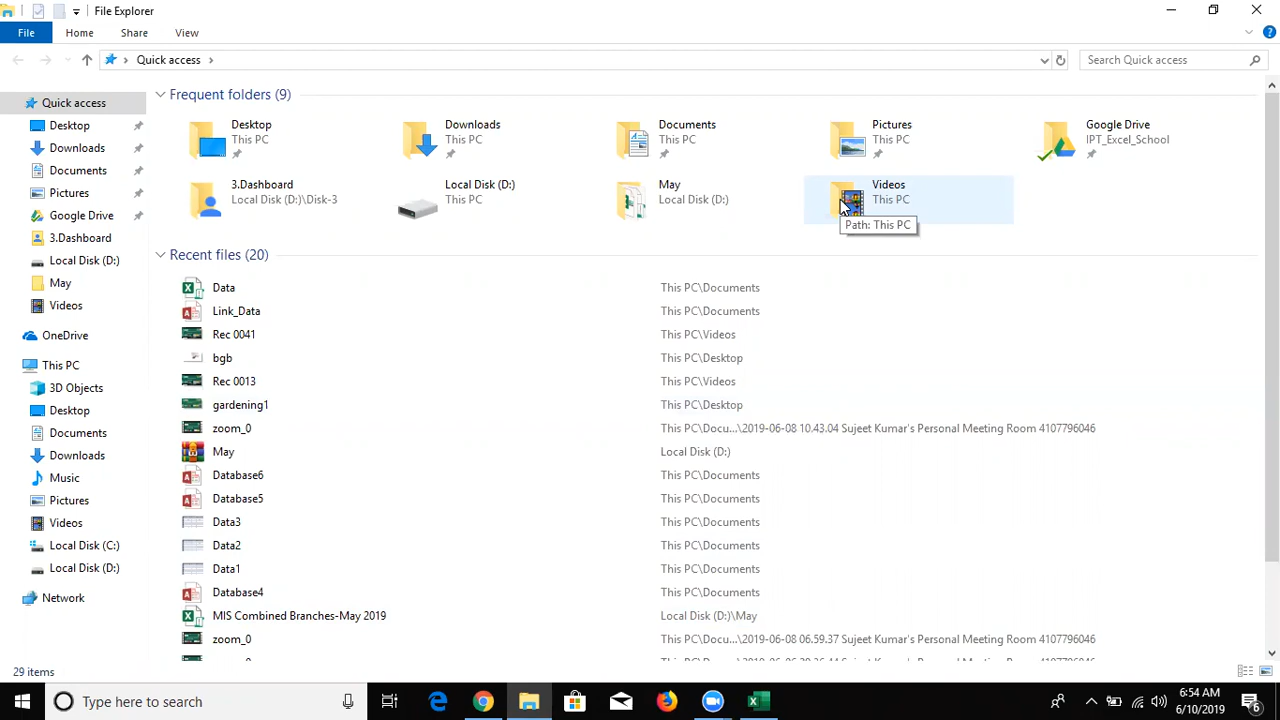 File Explorer
File Home Share View
Quick access
Search Quick access
Quick access
Desktop
Downloads
Documents
Pictures
Google Drive
3.Dashboard
Local Disk (D:)
May
Videos
OneDrive
This PC
3D Objects
Desktop
Documents
Downloads
Music
Pictures
Videos
Local Disk (C:)
Local Disk (D:)
Network
Frequent folders (9)
Desktop
This PC
Downloads
This PC
Documents
This PC
Pictures
This PC
Google Drive
IPT_Excel_School
3.Dashboard
Local Disk (D:)\Disk-3
Local Disk (D:)
This PC
May
Local Disk (D:)
Videos
This PC
Path: This PC
Recent files (20)
Data This PC\Documents
Link_Data This PC\Documents
Rec 0041 This PC\Videos
bgb This PC\Desktop
Rec 0013 This PC\Videos
gardening1 This PC\Desktop
zoom_0 This PC\Docu...\2019-06-08 10.43.04 Sujeet Kumar's Personal Meeting Room 4107796046
May Local Disk (D:)
Database6 This PC\Documents
Database5 This PC\Documents
Data3 This PC\Documents
Data2 This PC\Documents
Data1 This PC\Documents
Database4 This PC\Documents
MIS Combined Branches-May 2019 Local Disk (D:)\May
zoom_0 This PC\Docu...\2019-06-08 06.59.37 Sujeet Kumar's Personal Meeting Room 4107796046
29 items
Type here to search
6:54 AM
6/10/2019
6